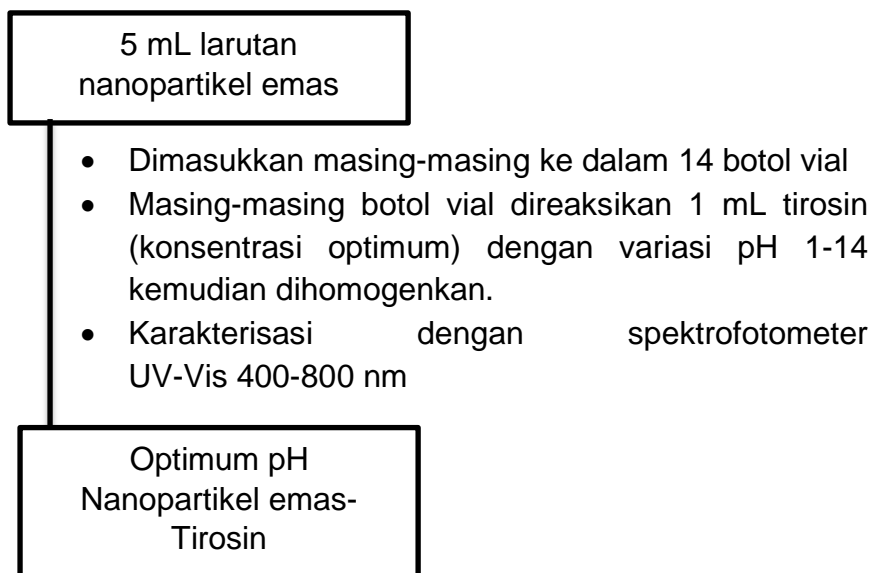 5 mL larutan
nanopartikel emas
• Dimasukkan masing-masing ke dalam 14 botol vial
• Masing-masing botol vial direaksikan 1 mL tirosin
(konsentrasi optimum) dengan variasi pH 1-14
kemudian dihomogenkan.
• Karakterisasi dengan spektrofotometer
UV-Vis 400-800 nm
Optimum pH
Nanopartikel emas-
Tirosin